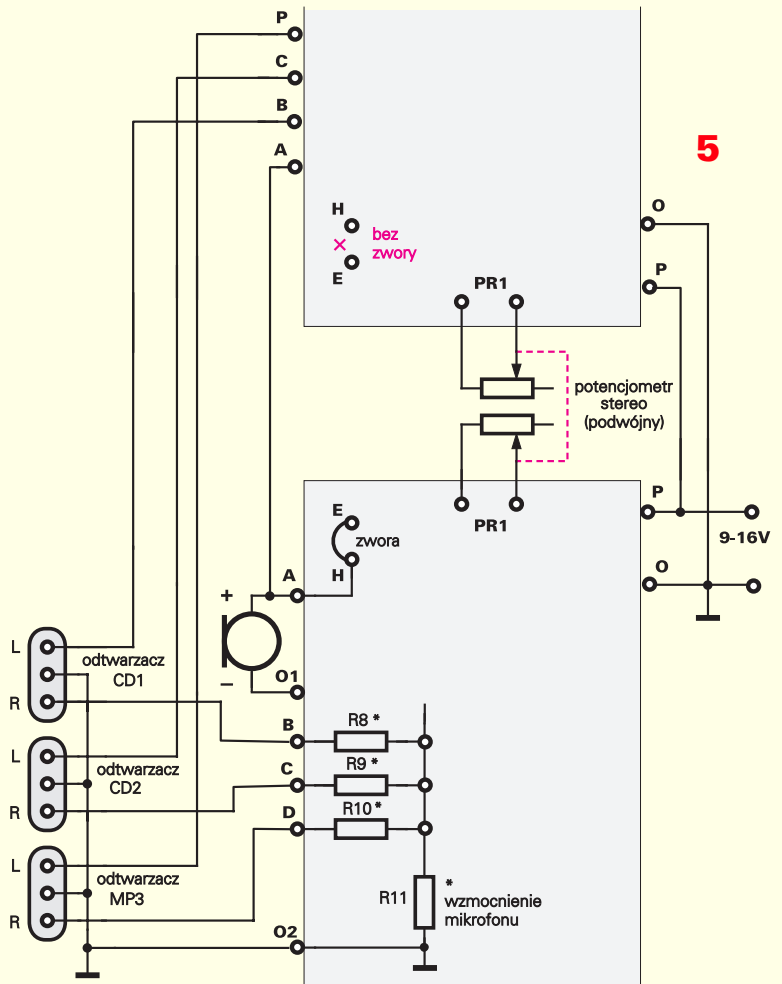 P
C
B
A
5
H
bez
zwory
E
O
P
PR1
potencjometr
stereo
(podwójny)
PR1
P
9-16V
O
E
zwora
H
A
+
–
O1
L
odtwarzacz
CD1
R
B
R8 *
L
odtwarzacz
CD2
R
C
R9 *
D
R10 *
L
odtwarzacz
MP3
R
R11
*
wzmocnienie
mikrofonu
O2